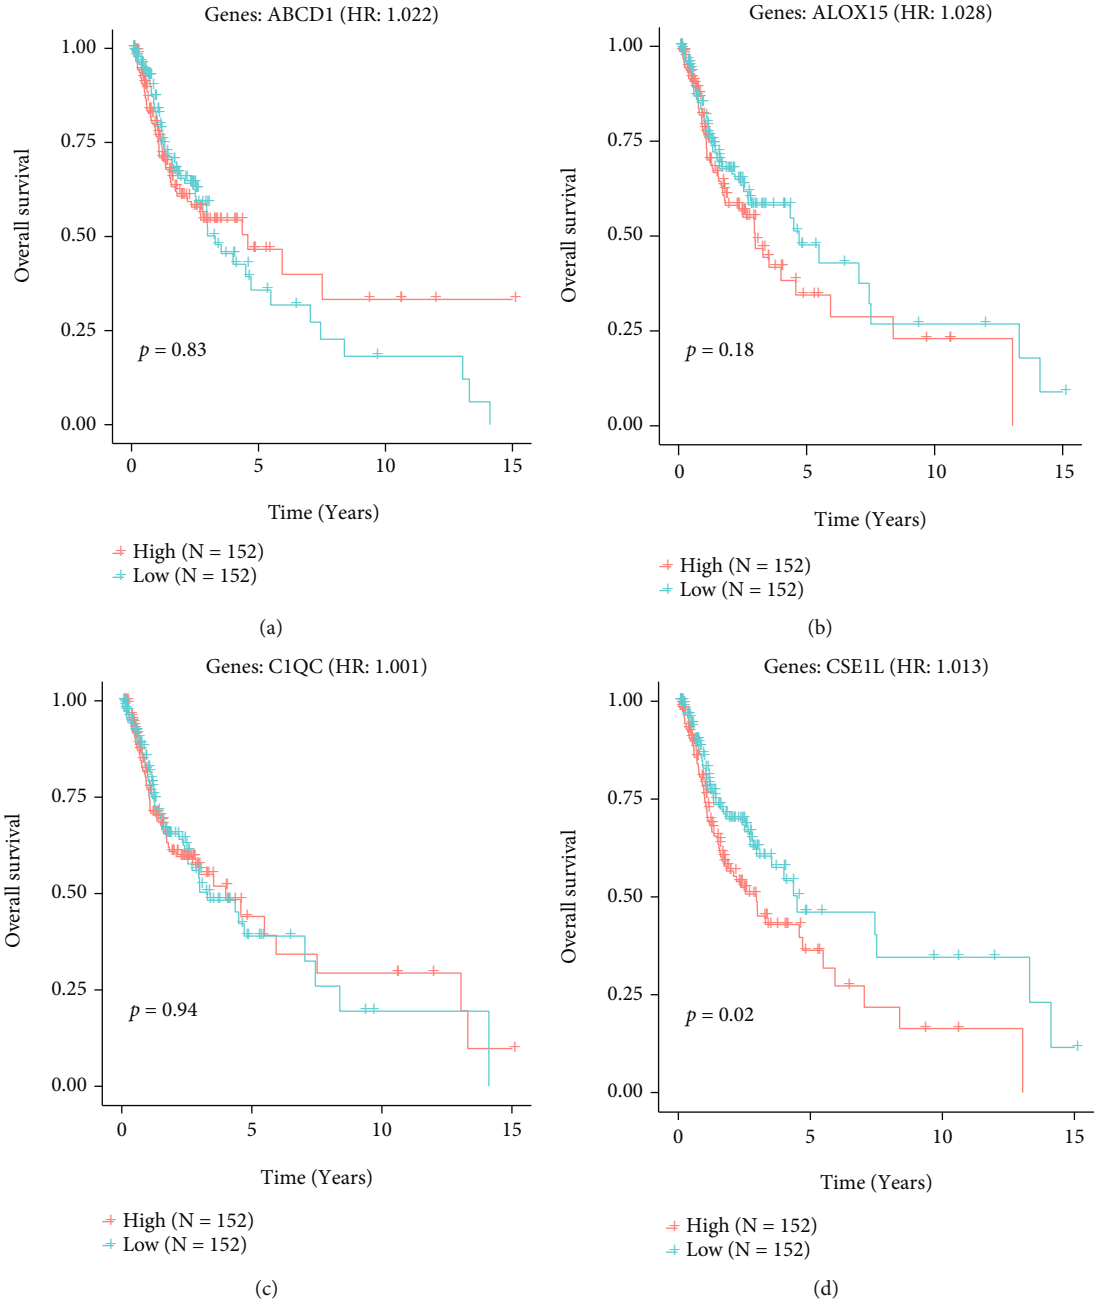 Genes: ABCD1 (HR: 1.022)
1.00
0.75
0.50
0.25
0.00
Overall survival
p = 0.83
0 5 10 15
Time (Years)
High (N = 152)
Low (N = 152)
(a)
Genes: ALOX15 (HR: 1.028)
1.00
0.75
0.50
0.25
0.00
Overall survival
p = 0.18
0 5 10 15
Time (Years)
High (N = 152)
Low (N = 152)
(b)
Genes: C1QC (HR: 1.001)
1.00
0.75
0.50
0.25
0.00
Overall survival
p = 0.94
0 5 10 15
Time (Years)
High (N = 152)
Low (N = 152)
(c)
Genes: CSE1L (HR: 1.013)
1.00
0.75
0.50
0.25
0.00
Overall survival
p = 0.02
0 5 10 15
Time (Years)
High (N = 152)
Low (N = 152)
(d)